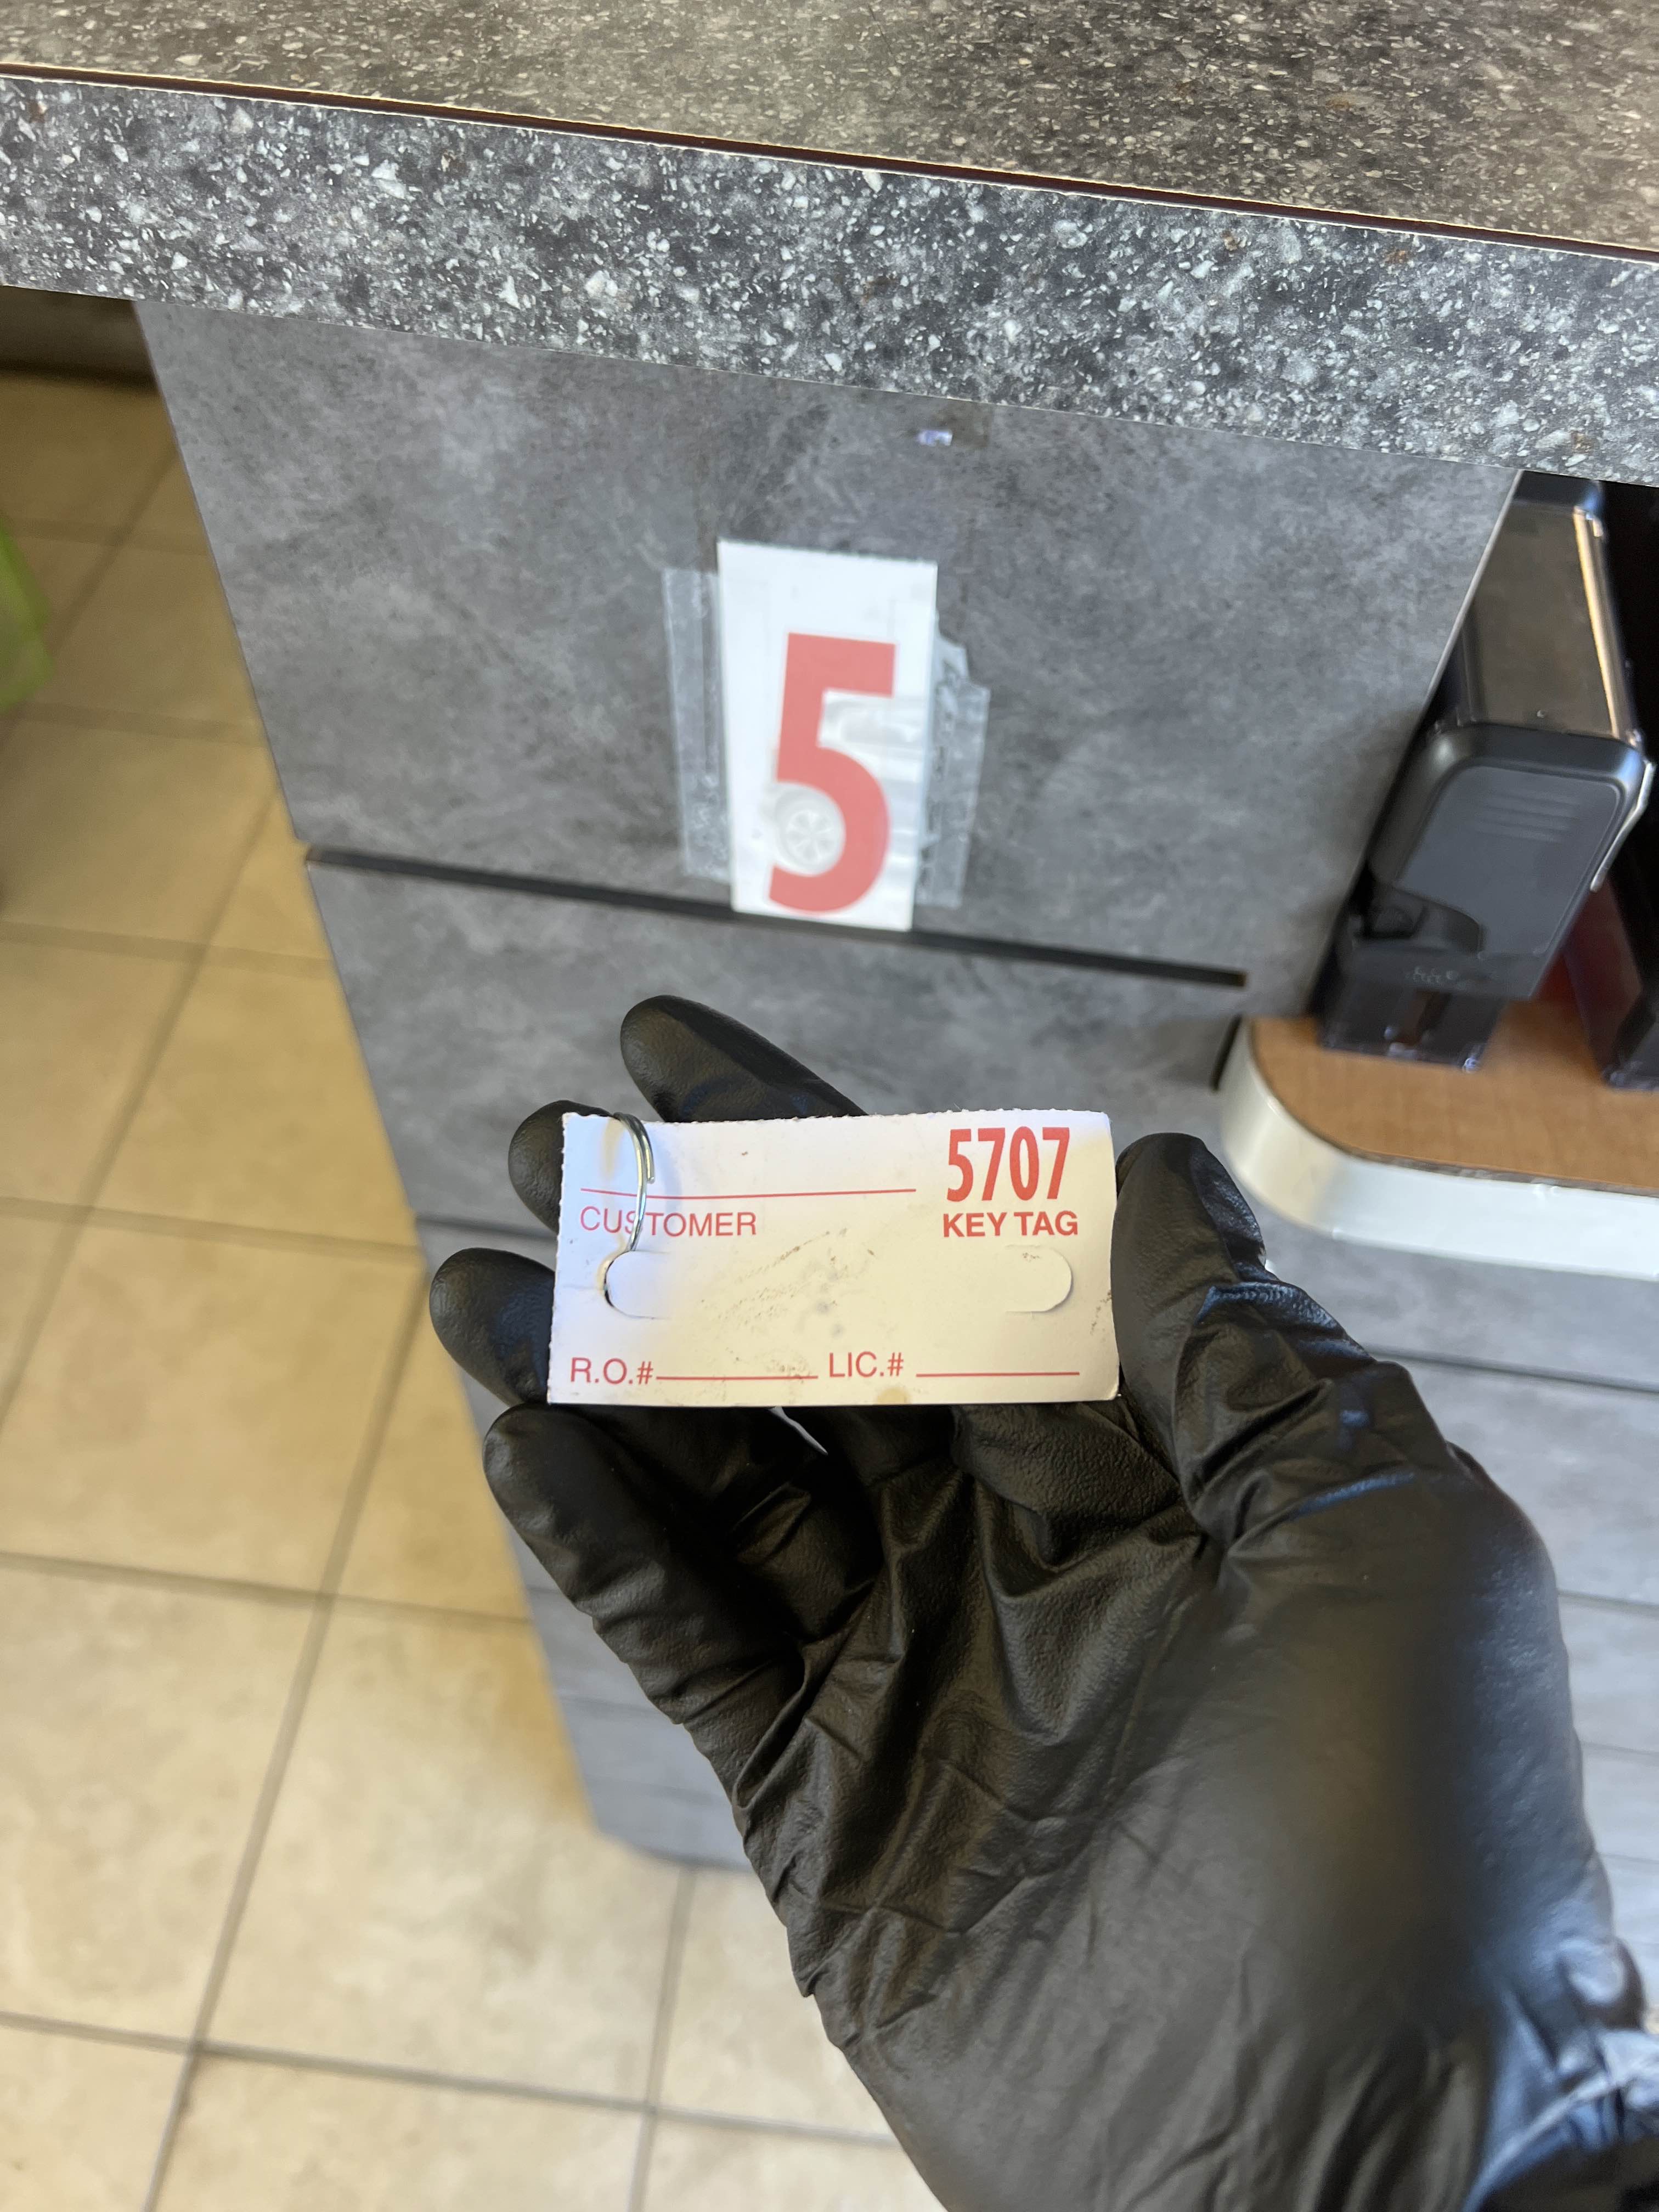 5
5707
CUSTOMER KEY TAG
R.O.# LIC.#